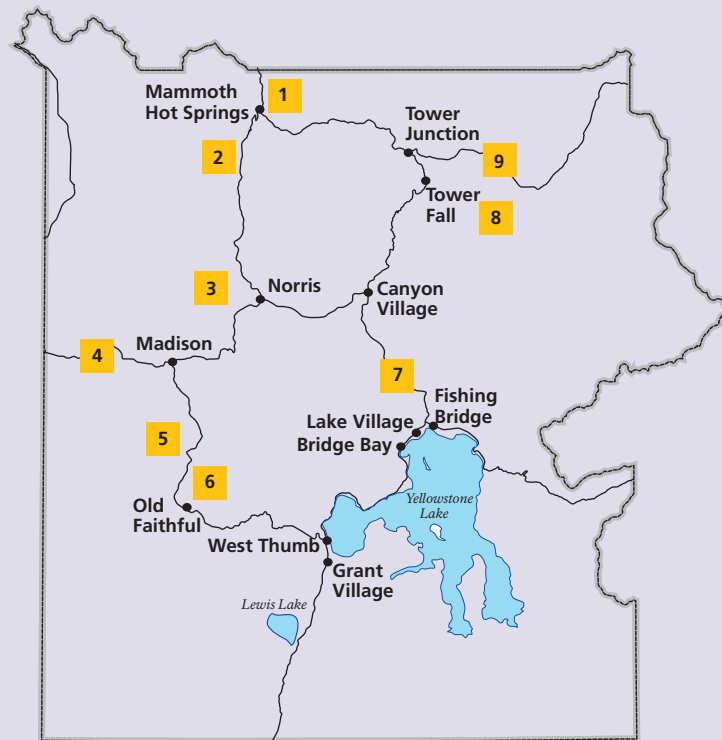 1
Mammoth
Hot Springs
2
Tower
Junction
9
Tower
Fall
8
3
Norris
Canyon
Village
4
Madison
7
Fishing
Bridge
Lake Village
Bridge Bay
5
6
Old
Faithful
Yellowstone
Lake
West Thumb
Grant
Village
Lewis Lake